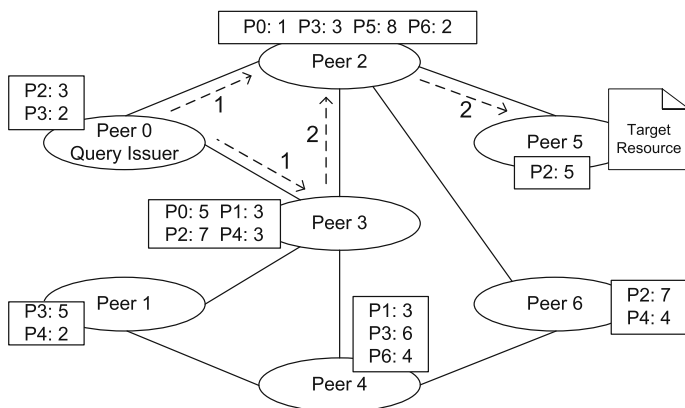 P0: 1 P3: 3 P5: 8 P6: 2
Peer 2
P2: 3
P3: 2
1
2
2
Peer 0
Query Issuer
1
Peer 5
Target
Resource
P2: 5
P0: 5 P1: 3
P2: 7 P4: 3
Peer 3
Peer 1
P3: 5
P4: 2
P1: 3
P3: 6
P6: 4
Peer 6
P2: 7
P4: 4
Peer 4